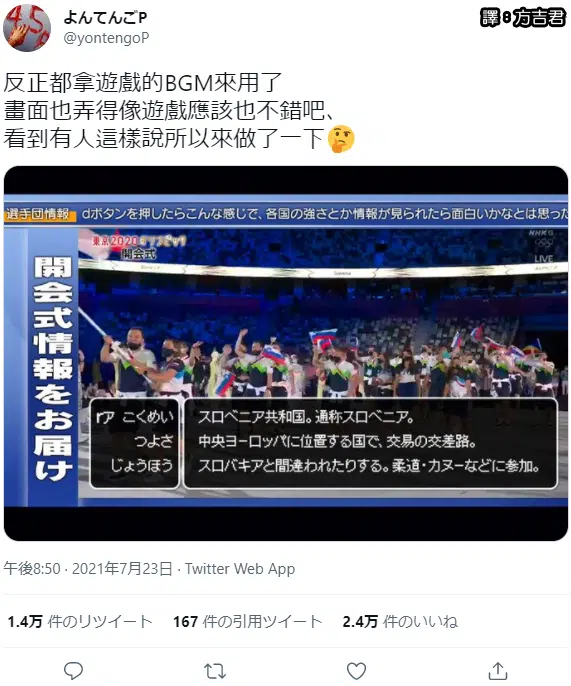 よんてんごP
@yontengoP
譯8方吉君
反正都拿遊戲的BGM來用了
畫面也弄得像遊戲應該也不錯吧、
看到有人這樣說所以來做了一下🤔
選手団情報 dボタンを押したらこんな感じで、各国の強さとか情報が見られたら面白いかなとは思った
東京2020オリンピック
開会式
NHK G
LIVE
開会式情報をお届け
rア こくめい
つよさ
じょうほう
スロベニア共和国。通称スロベニア。
中央ヨーロッパに位置する国で、交易の交差路。
スロバキアと間違われたりする。柔道・カヌーなどに参加。
午後8:50 · 2021年7月23日 · Twitter Web App
1.4万 件のリツイート 167 件の引用ツイート 2.4万 件のいいね